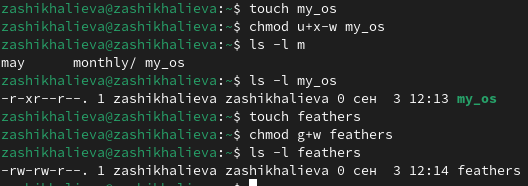 zashikhalieva@zashikhalieva:~$ touch my_os
zashikhalieva@zashikhalieva:~$ chmod u+x-w my_os
zashikhalieva@zashikhalieva:~$ ls -l m
may      monthly/ my_os
zashikhalieva@zashikhalieva:~$ ls -l my_os
-r-xr--r--. 1 zashikhalieva zashikhalieva 0 сен  3 12:13 my_os
zashikhalieva@zashikhalieva:~$ touch feathers
zashikhalieva@zashikhalieva:~$ chmod g+w feathers
zashikhalieva@zashikhalieva:~$ ls -l feathers
-rw-rw-r--. 1 zashikhalieva zashikhalieva 0 сен  3 12:14 feathers
zashikhalieva@zashikhalieva:~$